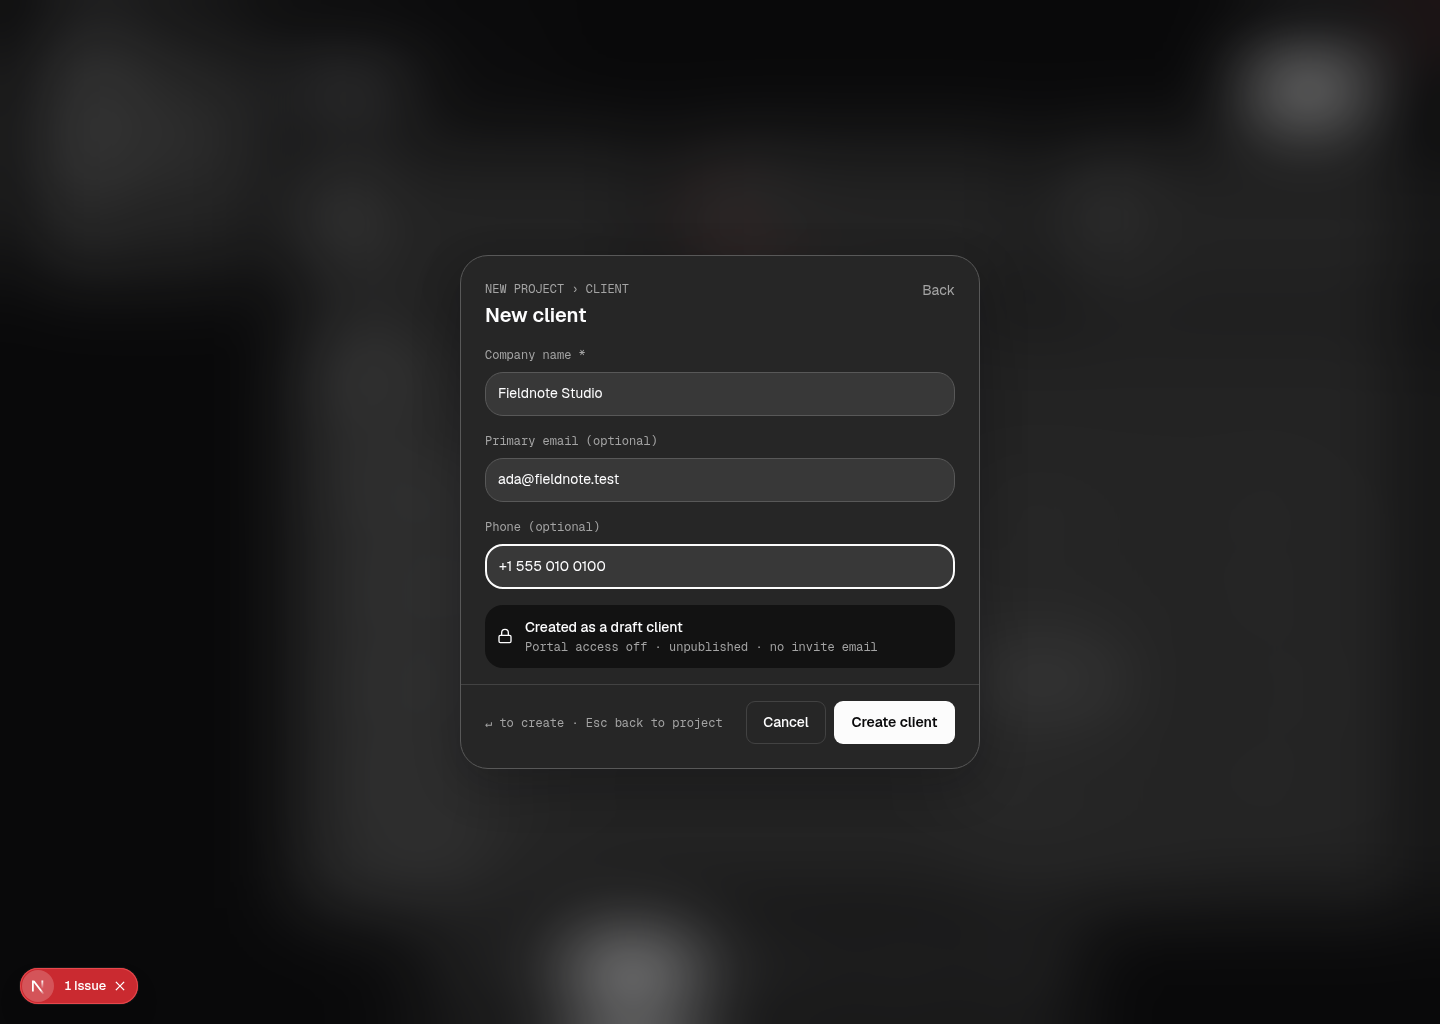 NEW PROJECT › CLIENT
Back
New client
Company name *
Fieldnote Studio
Primary email (optional)
ada@fieldnote.test
Phone (optional)
+1 555 010 0100
Created as a draft client
Portal access off · unpublished · no invite email
↵ to create · Esc back to project
Cancel
Create client
N
1 Issue